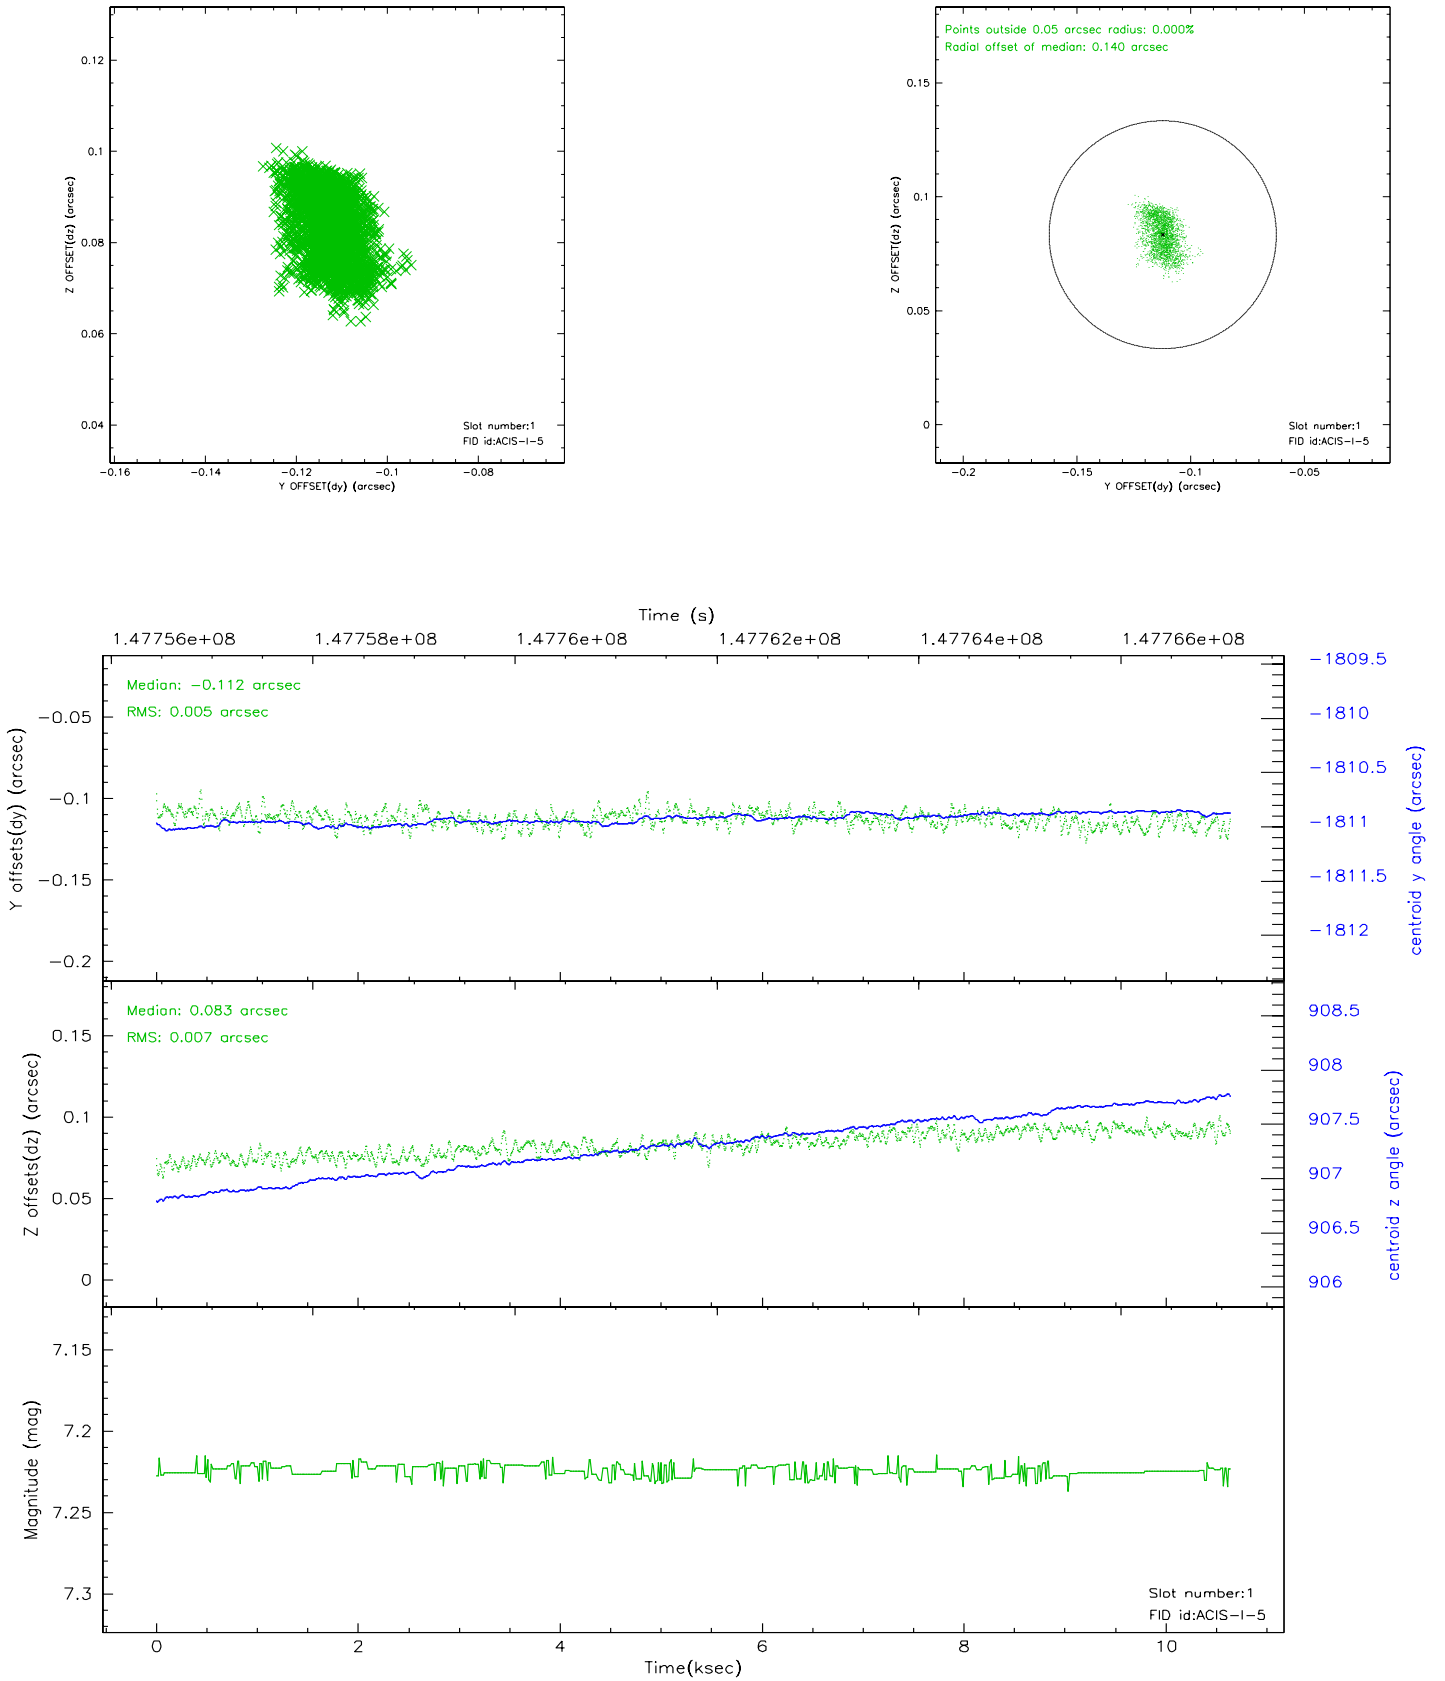 0.12
0.1
0.08
0.06
0.04
Z OFFSET(dz) (arcsec)
Slot number:1
FID id:ACIS-I-5
-0.16 -0.14 -0.12 -0.1 -0.08
Y OFFSET(dy) (arcsec)
Points outside 0.05 arcsec radius: 0.000%
Radial offset of median: 0.140 arcsec
0.15
0.1
0.05
0
Z OFFSET(dz) (arcsec)
Slot number:1
FID id:ACIS-I-5
-0.2 -0.15 -0.1 -0.05
Y OFFSET(dy) (arcsec)
Time (s)
1.47756e+08 1.47758e+08 1.4776e+08 1.47762e+08 1.47764e+08 1.47766e+08
Median: -0.112 arcsec
RMS: 0.005 arcsec
-0.05
-0.1
-0.15
-0.2
Y offsets(dy) (arcsec)
-1809.5
-1810
-1810.5
-1811
-1811.5
-1812
centroid y angle (arcsec)
Median: 0.083 arcsec
RMS: 0.007 arcsec
0.15
0.1
0.05
0
Z offsets(dz) (arcsec)
908.5
908
907.5
907
906.5
906
centroid z angle (arcsec)
7.15
7.2
7.25
7.3
Magnitude (mag)
Slot number:1
FID id:ACIS-I-5
0 2 4 6 8 10
Time(ksec)